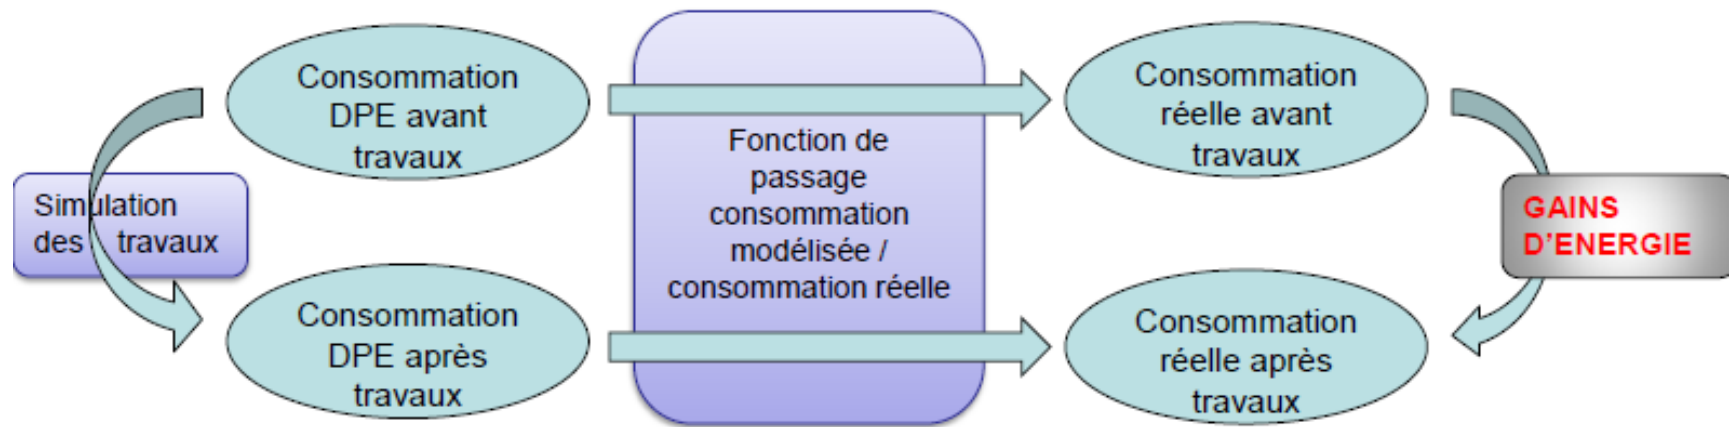 Consommation
DPE avant
travaux
Consommation
réelle avant
travaux
Simulation
des travaux
Fonction de
passage
consommation
modélisée /
consommation réelle
GAINS
D'ENERGIE
Consommation
DPE après
travaux
Consommation
réelle après
travaux